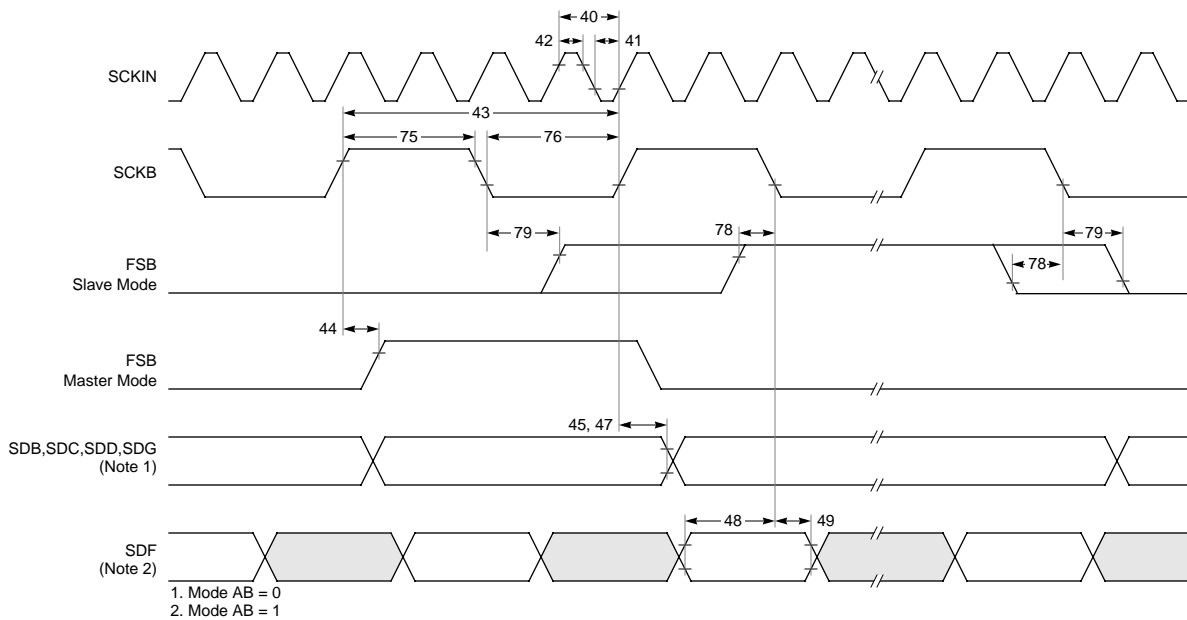 40
42
41
SCKIN
43
75
76
SCKB
79
78
79
FSB
Slave Mode
78
44
FSB
Master Mode
45, 47
SDB,SDC,SDD,SDG
(Note 1)
48
49
SDF
(Note 2)
1. Mode AB = 0
2. Mode AB = 1